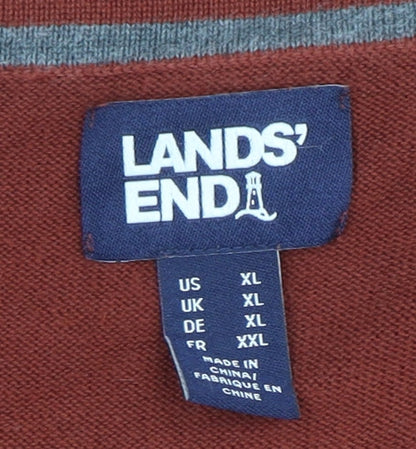 LANDS'
END
US XL
UK XL
DE XL
FR XXL
MADE IN
CHINA/
FABRIQUE EN
CHINE